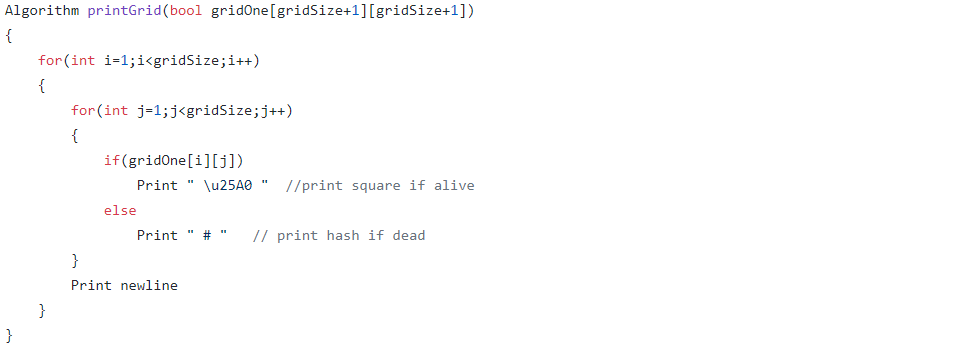 Algorithm printGrid(bool gridOne[gridSize+1][gridSize+1])
{
    for(int i=1;i<gridSize;i++)
    {
        for(int j=1;j<gridSize;j++)
        {
            if(gridOne[i][j])
                Print " \u25A0 "  //print square if alive
            else
                Print " # "   // print hash if dead
        }
        Print newline
    }
}